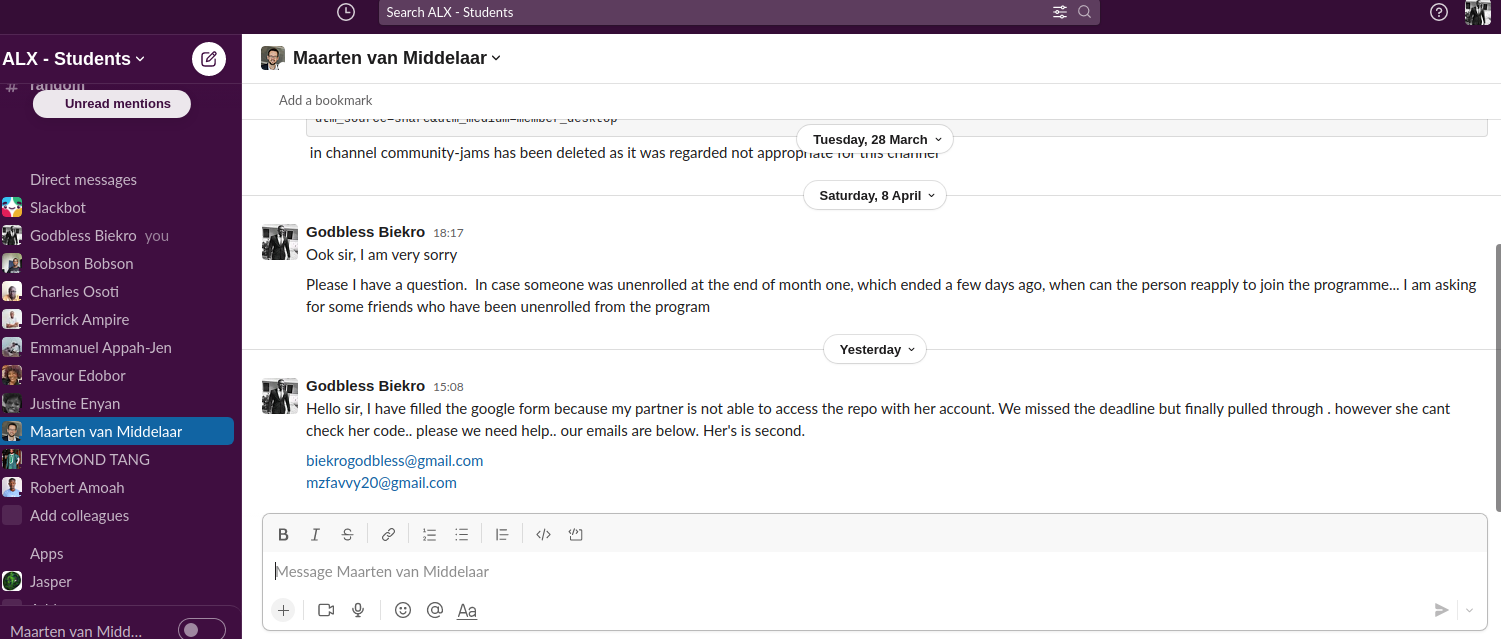 Search ALX - Students
ALX - Students
random
Unread mentions
Direct messages
Slackbot
Godbless Biekro you
Bobson Bobson
Charles Osoti
Derrick Ampire
Emmanuel Appah-Jen
Favour Edobor
Justine Enyan
Maarten van Middelaar
REYMOND TANG
Robert Amoah
Add colleagues
Apps
Jasper
Maarten van Midd...
Maarten van Middelaar
Add a bookmark
utm_source=share&utm_medium=member_desktop
Tuesday, 28 March
in channel community-jams has been deleted as it was regarded not appropriate for this channel
Saturday, 8 April
Godbless Biekro 18:17
Ook sir, I am very sorry
Please I have a question.  In case someone was unenrolled at the end of month one, which ended a few days ago, when can the person reapply to join the programme... I am asking
for some friends who have been unenrolled from the program
Yesterday
Godbless Biekro 15:08
Hello sir, I have filled the google form because my partner is not able to access the repo with her account. We missed the deadline but finally pulled through . however she cant
check her code.. please we need help.. our emails are below. Her's is second.
biekrogodbless@gmail.com
mzfavvy20@gmail.com
Message Maarten van Middelaar
Aa